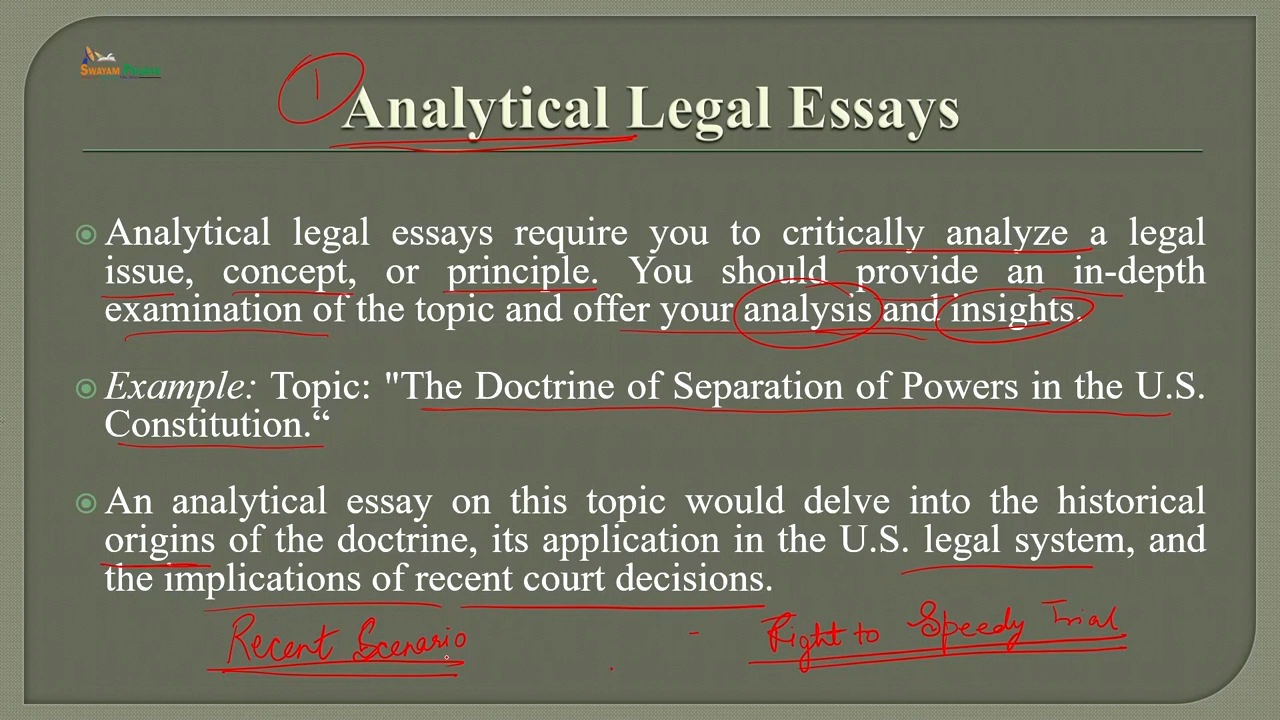 SWAYAM PRABHA
1
Analytical Legal Essays
Analytical legal essays require you to critically analyze a legal
issue, concept, or principle. You should provide an in-depth
examination of the topic and offer your analysis and insights.
Example: Topic: "The Doctrine of Separation of Powers in the U.S.
Constitution.“
An analytical essay on this topic would delve into the historical
origins of the doctrine, its application in the U.S. legal system, and
the implications of recent court decisions.
Recent Scenario - Right to Speedy Trial